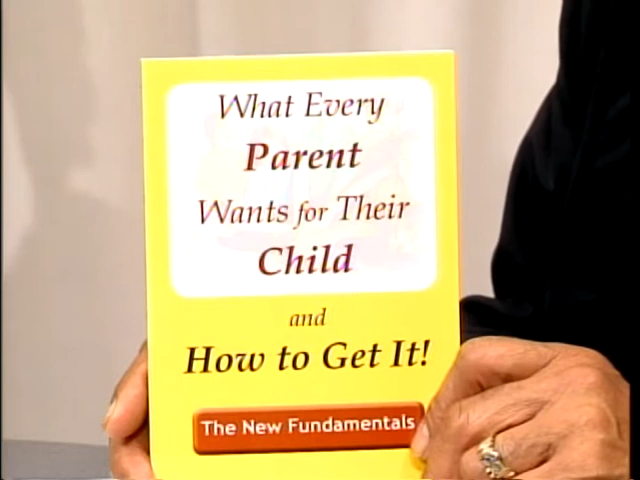 What Every
Parent
Wants for Their
Child
and
How to Get It!
The New Fundamentals